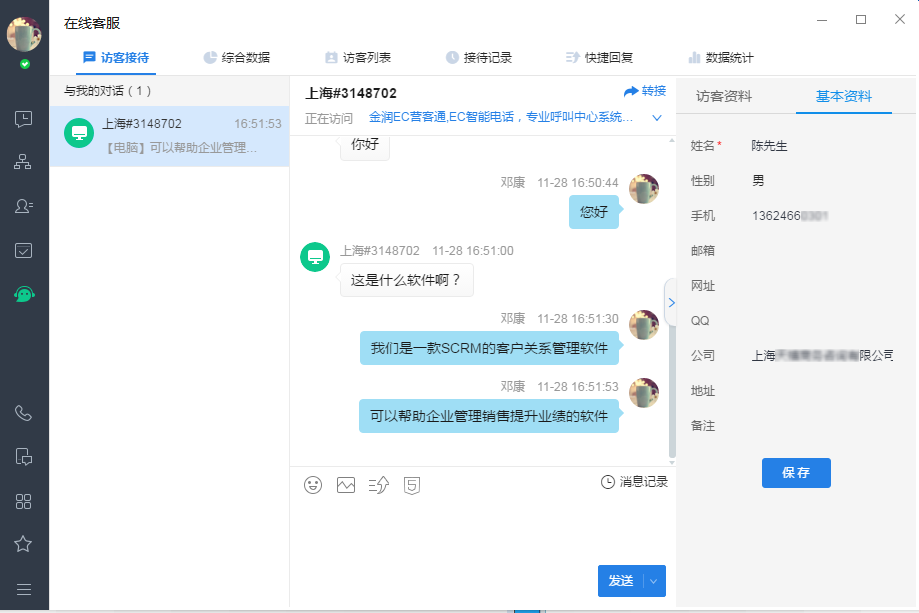 在线客服
访客接待 综合数据 访客列表 接待记录 快捷回复 数据统计
与我的对话（1）
上海#3148702 16:51:53
【电脑】可以帮助企业管理...
上海#3148702 转接
正在访问 金润EC营客通,EC智能电话，专业呼叫中心系统...
你好
邓康 11-28 16:50:44
您好
上海#3148702 11-28 16:51:00
这是什么软件啊？
邓康 11-28 16:51:30
我们是一款SCRM的客户关系管理软件
邓康 11-28 16:51:53
可以帮助企业管理销售提升业绩的软件
消息记录
发送
访客资料 基本资料
姓名* 陈先生
性别 男
手机 1362466
邮箱
网址
QQ
公司 上海 限公司
地址
备注
保存